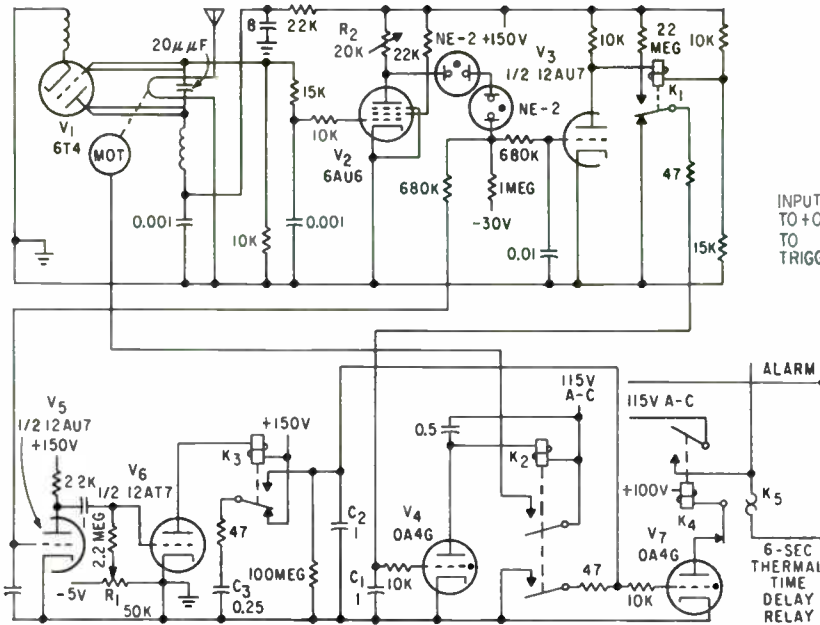 20μμF
8
22K
R2
20K
22K
NE-2
+150V
V3
1/2 12AU7
10K
22
MEG
10K
K1
V1
6T4
MOT
15K
10K
V2
6AU6
NE-2
680K
680K
1MEG
-30V
47
0.001
10K
0.001
0.01
15K
INPUT
TO +
TO
TRIGG
V5
1/2 12AU7
+150V
2.2K
1
V6
1/2 12AT7
2.2 MEG
-5V
R1
50K
K3
+150V
47
C3
0.25
100MEG
C2
1
C1
1
10K
V4
0A4G
0.5
K2
115V
A-C
47
10K
ALARM
115V A-C
+100V
K4
V7
0A4G
K5
6-SEC
THERMAL
TIME
DELAY
RELAY